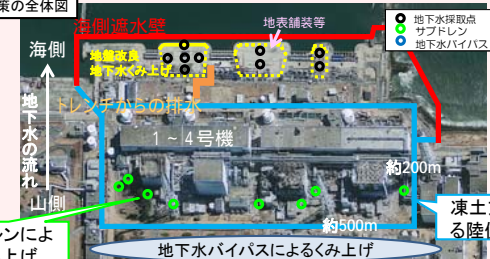 策の全体図
海側遮水壁
地表舗装等
地下水採取点
サブドレン
地下水バイパス
海側
地盤改良
地下水くみ上げ
トレンチからの排水
地下水の流れ
1~4号機
山側
約200m
約500m
レンによ
上げ
凍土
る陸
地下水バイパスによるくみ上げ